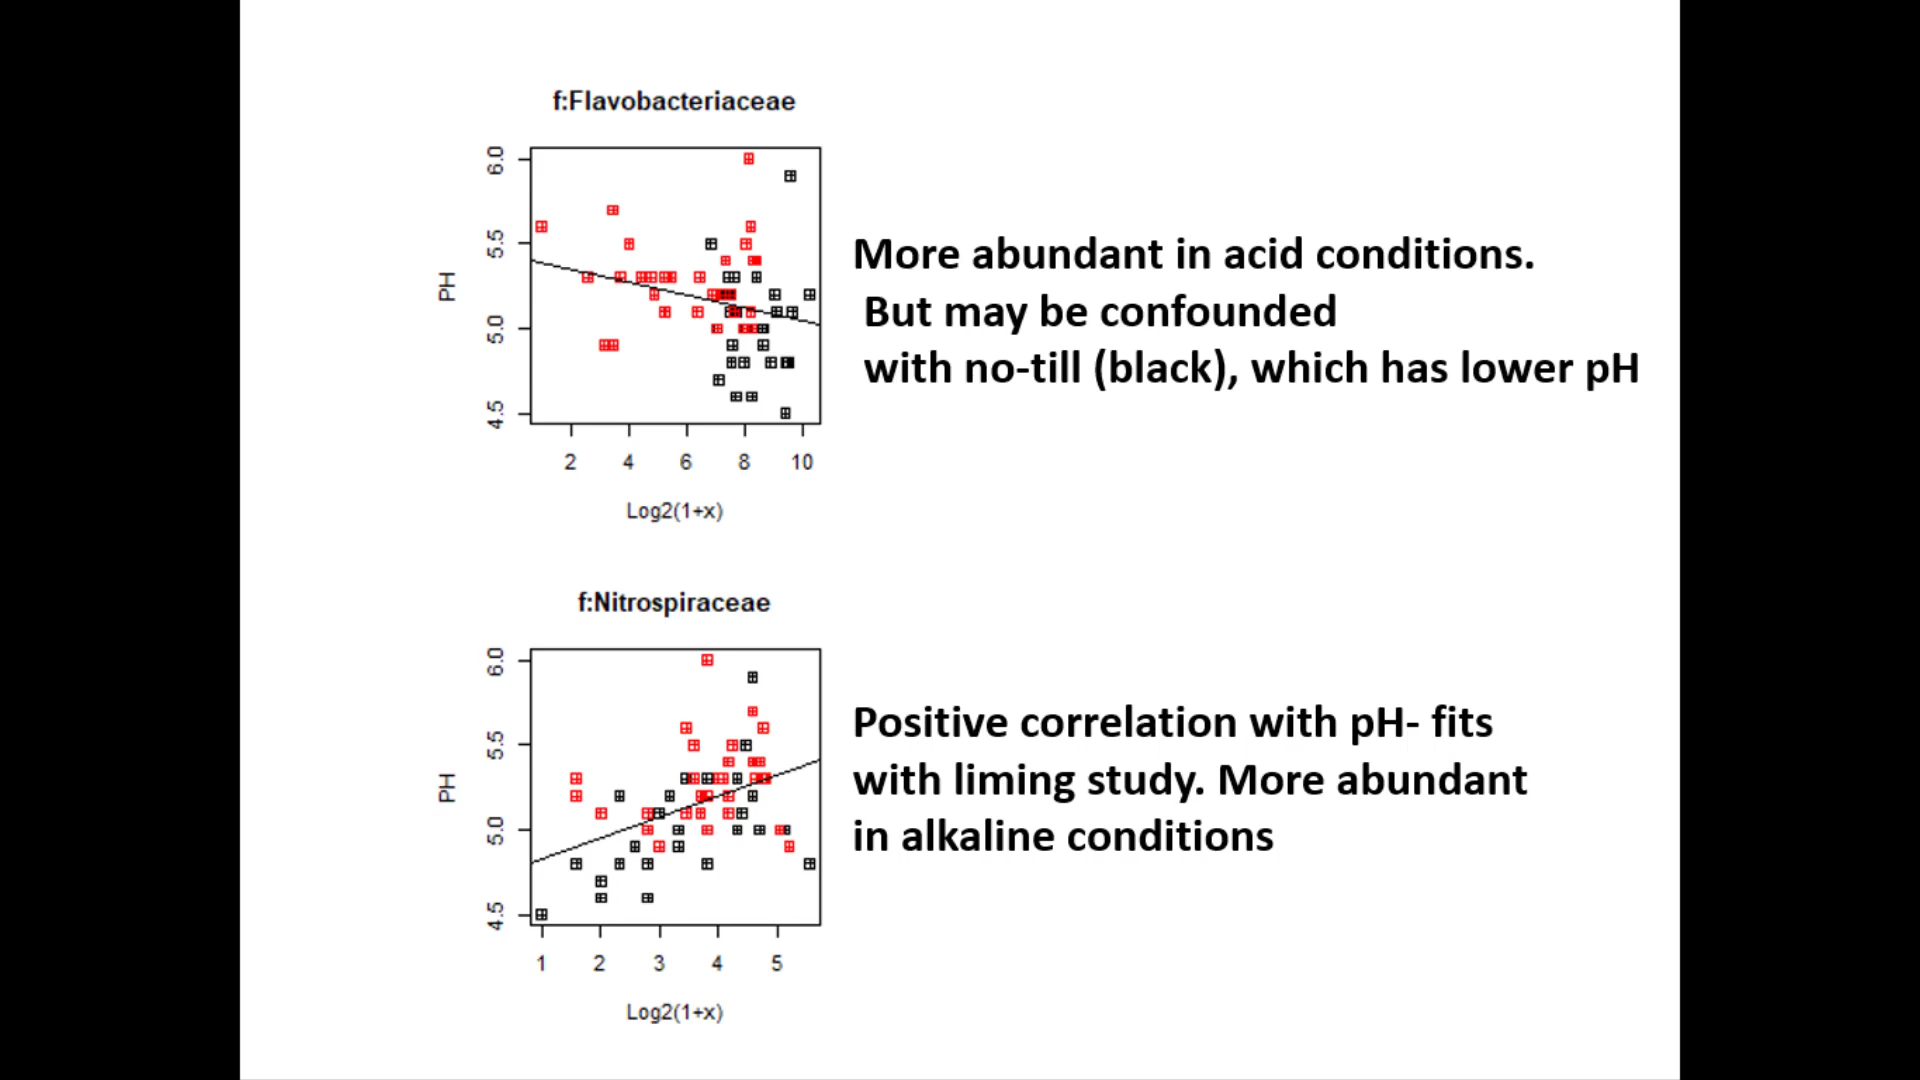 f:Flavobacteriaceae
6.0
5.5
5.0
4.5
PH
2 4 6 8 10
Log2(1+x)
More abundant in acid conditions.
But may be confounded
with no-till (black), which has lower pH
f:Nitrospiraceae
6.0
5.5
5.0
4.5
PH
1 2 3 4 5
Log2(1+x)
Positive correlation with pH- fits
with liming study. More abundant
in alkaline conditions